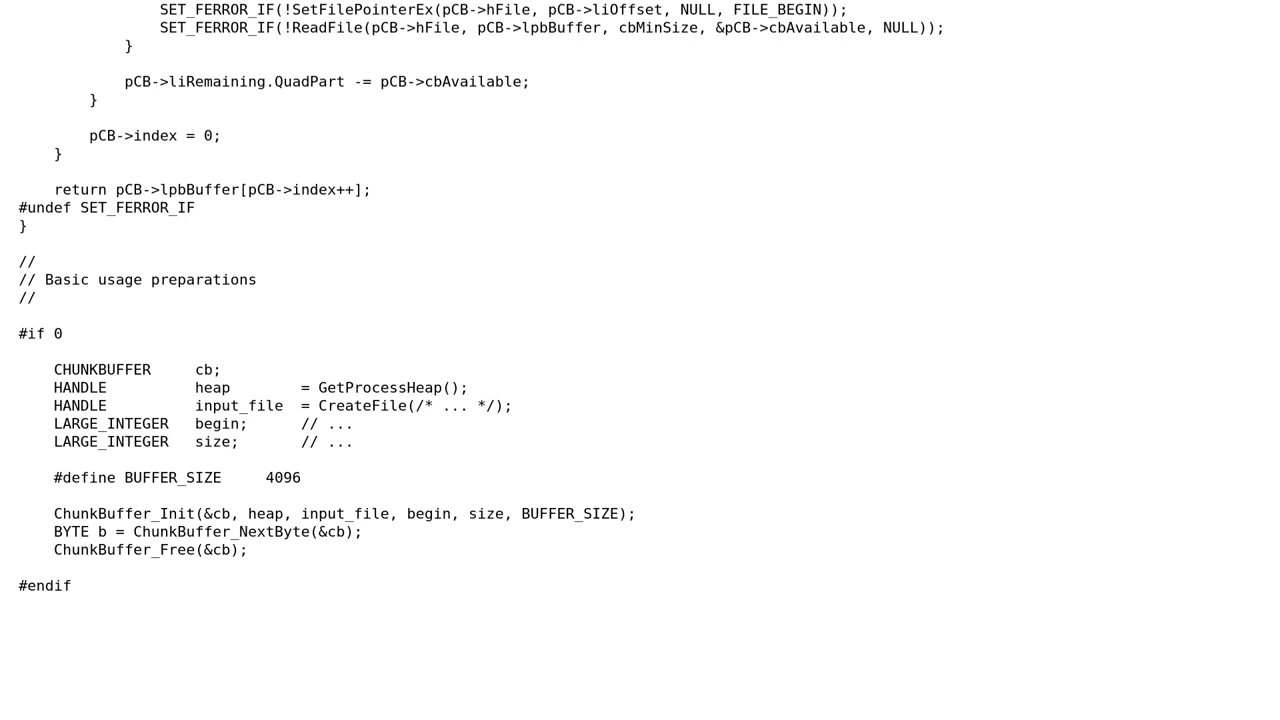 SET_FERROR_IF(!SetFilePointerEx(pCB->hFile, pCB->liOffset, NULL, FILE_BEGIN));
SET_FERROR_IF(!ReadFile(pCB->hFile, pCB->lpbBuffer, cbMinSize, &pCB->cbAvailable, NULL));
}
pCB->liRemaining.QuadPart -= pCB->cbAvailable;
}
pCB->index = 0;
}
return pCB->lpbBuffer[pCB->index++];
#undef SET_FERROR_IF
}
//
// Basic usage preparations
//
#if 0
CHUNKBUFFER     cb;
HANDLE          heap        = GetProcessHeap();
HANDLE          input_file  = CreateFile(/* ... */);
LARGE_INTEGER   begin;      // ...
LARGE_INTEGER   size;       // ...
#define BUFFER_SIZE     4096
ChunkBuffer_Init(&cb, heap, input_file, begin, size, BUFFER_SIZE);
BYTE b = ChunkBuffer_NextByte(&cb);
ChunkBuffer_Free(&cb);
#endif